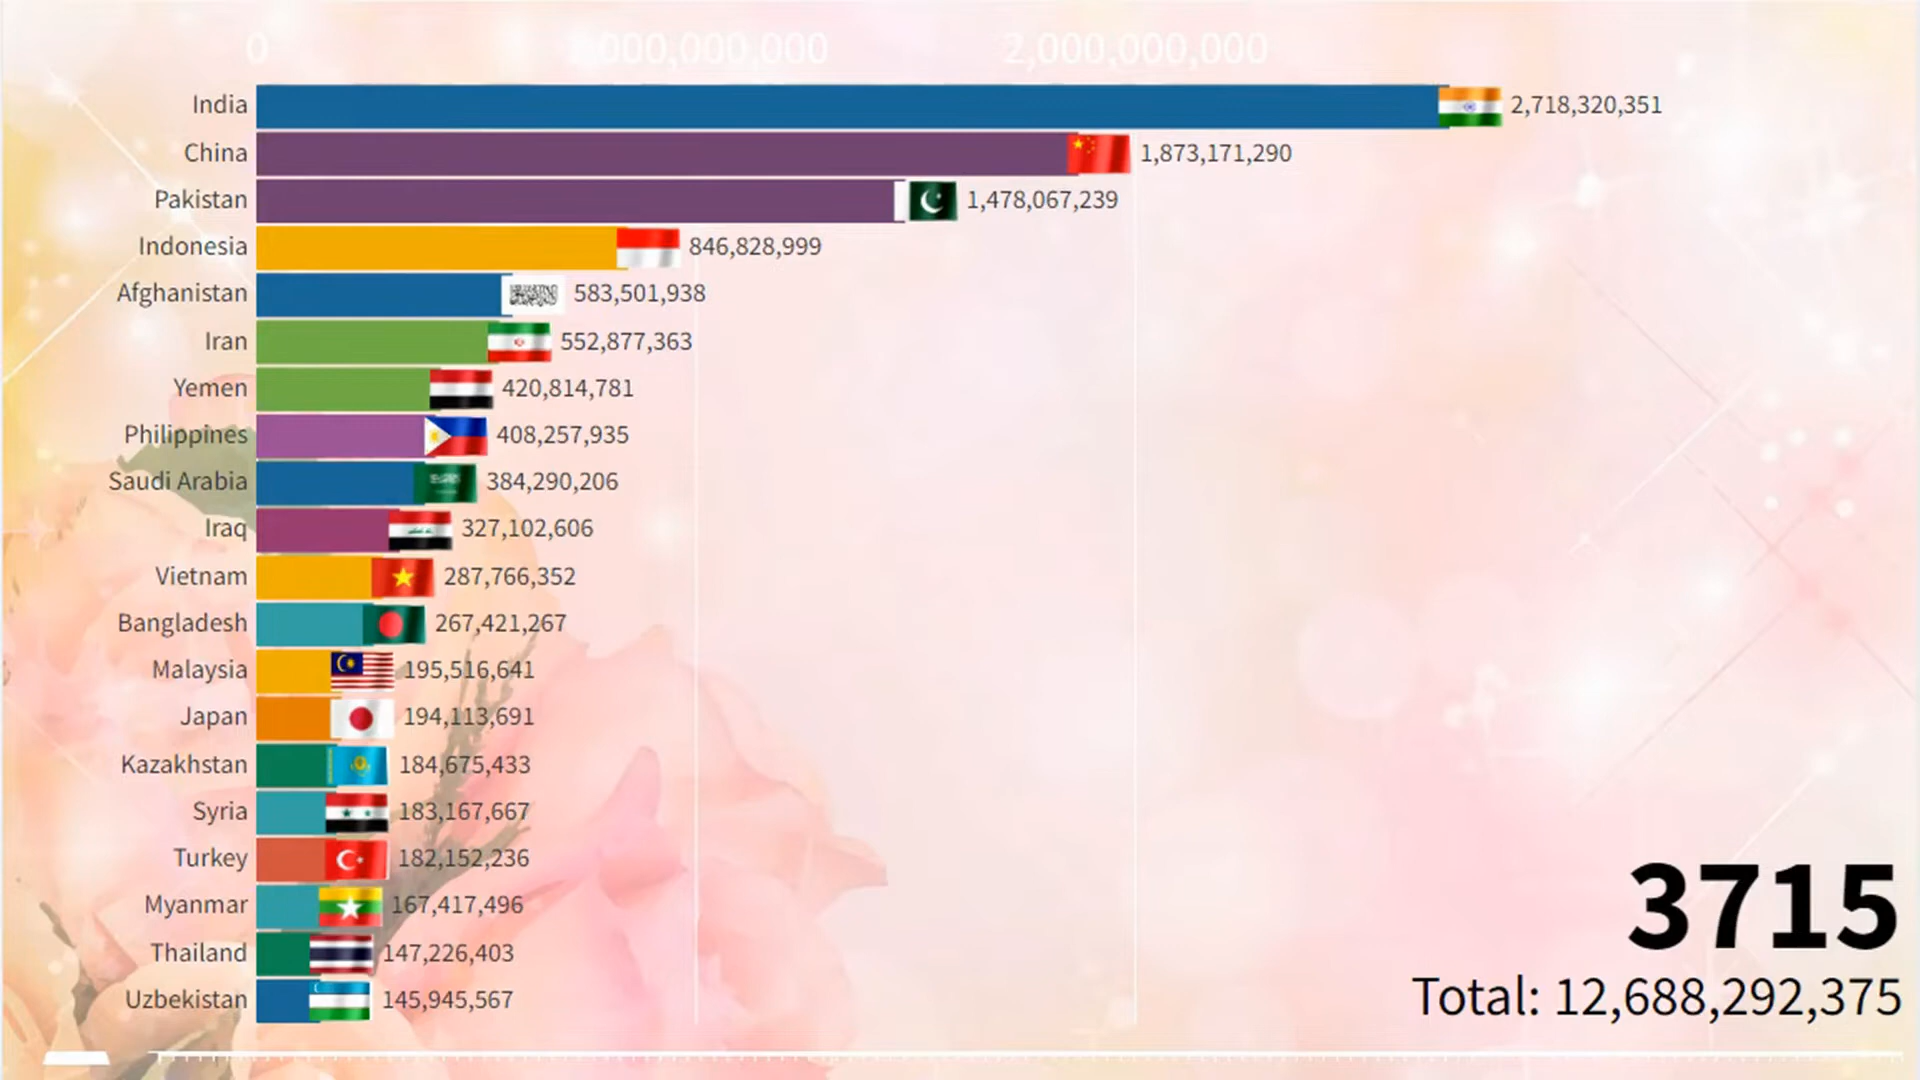 0 1,000,000,000 2,000,000,000
India 2,718,320,351
China 1,873,171,290
Pakistan 1,478,067,239
Indonesia 846,828,999
Afghanistan 583,501,938
Iran 552,877,363
Yemen 420,814,781
Philippines 408,257,935
Saudi Arabia 384,290,206
Iraq 327,102,606
Vietnam 287,766,352
Bangladesh 267,421,267
Malaysia 195,516,641
Japan 194,113,691
Kazakhstan 184,675,433
Syria 183,167,667
Turkey 182,152,236
Myanmar 167,417,496
Thailand 147,226,403
Uzbekistan 145,945,567
3715
Total: 12,688,292,375